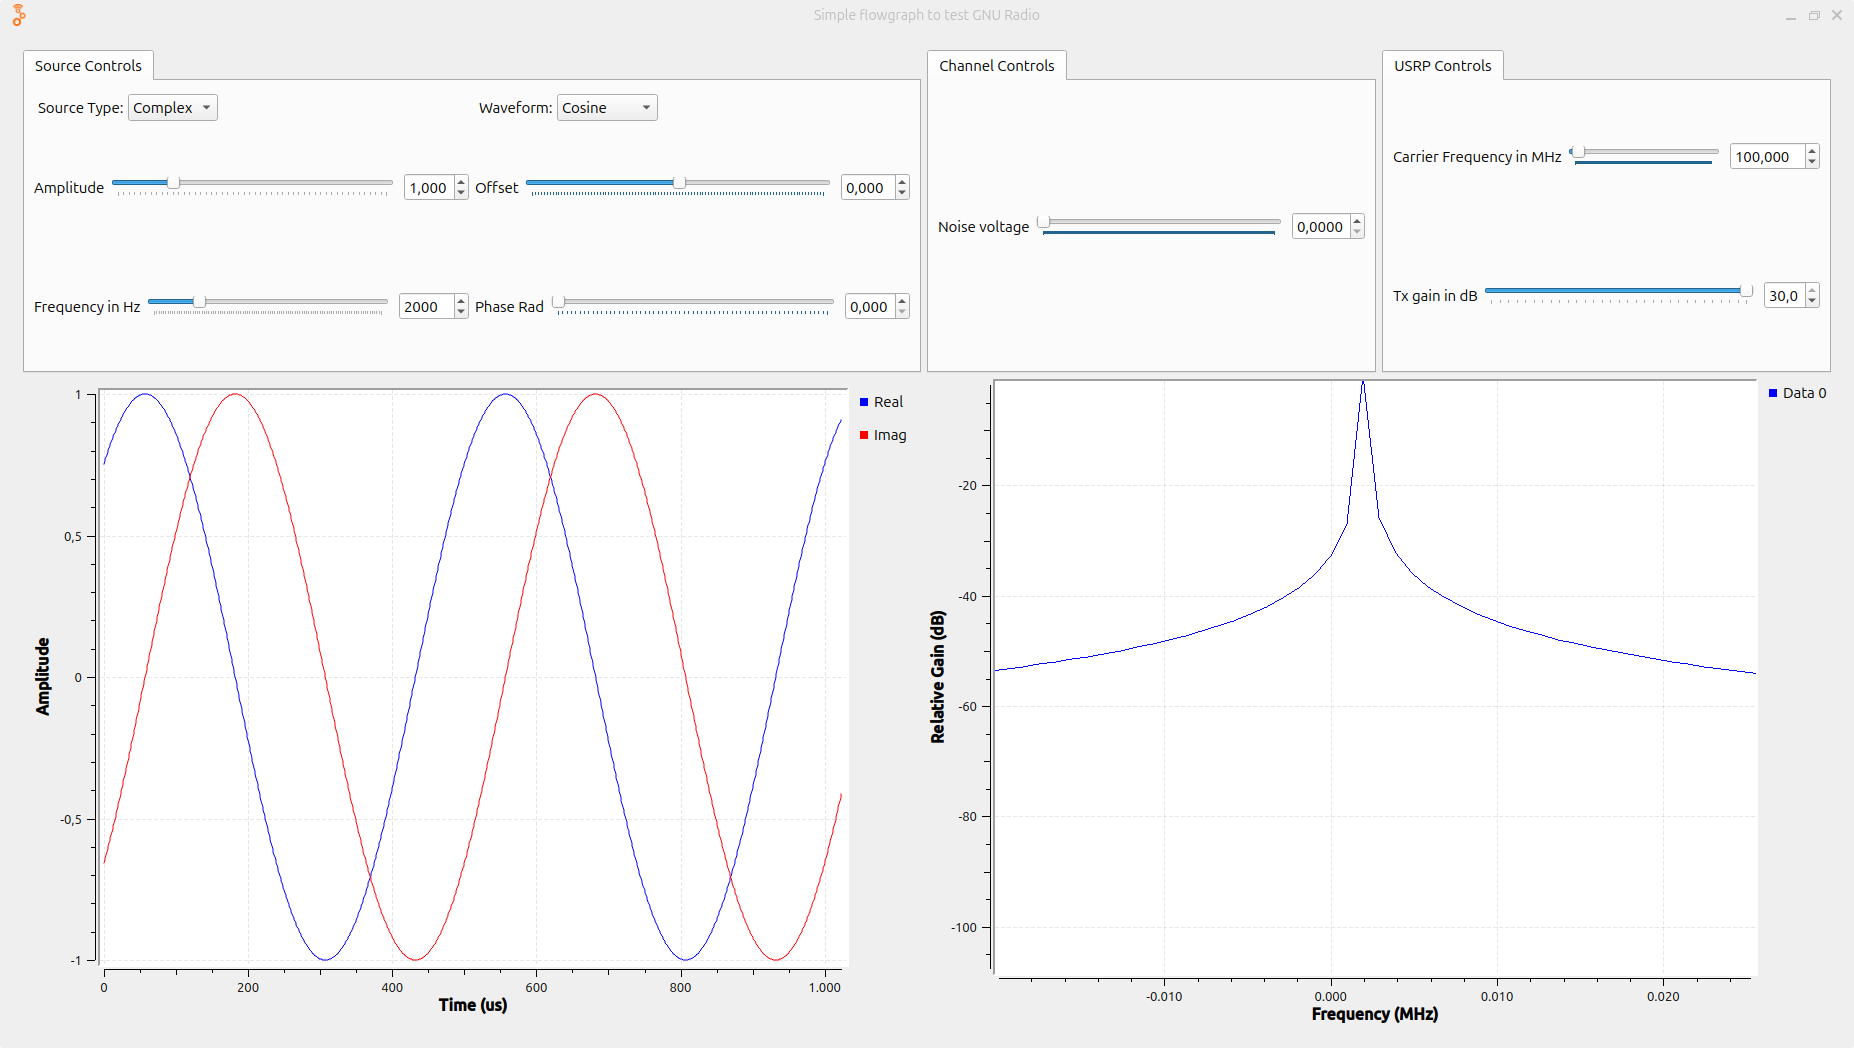 Simple flowgraph to test GNU Radio
Source Controls
Source Type: Complex
Waveform: Cosine
Amplitude 1,000
Offset 0,000
Frequency in Hz 2000
Phase Rad 0,000
Channel Controls
Noise voltage 0,0000
USRP Controls
Carrier Frequency in MHz 100,000
Tx gain in dB 30,0
1
0,5
0
-0,5
-1
Amplitude
0 200 400 600 800 1.000
Time (us)
Real
Imag
-20
-40
-60
-80
-100
Relative Gain (dB)
-0.010 0.000 0.010 0.020
Frequency (MHz)
Data 0